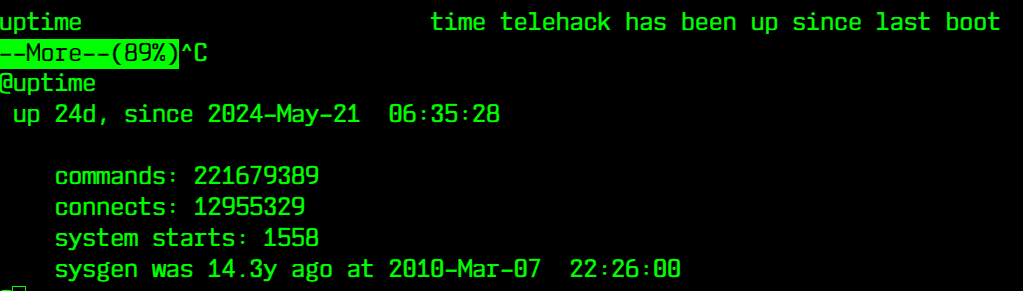 uptime time telehack has been up since last boot
--More--(89%)^C
@uptime
up 24d, since 2024-May-21 06:35:28
commands: 221679389
connects: 12955329
system starts: 1558
sysgen was 14.3y ago at 2010-Mar-07 22:26:00